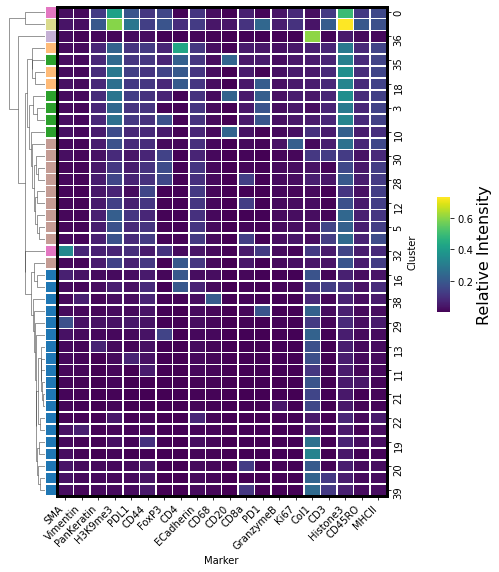 0
36
35
18
3
10
30
28
12
5
32
16
38
29
13
11
21
22
19
20
39
Cluster
0.6
0.4
0.2
Relative Intensity
SMA
Vimentin
PanKeratin
H3K9me3
PDL1
CD44
FoxP3
CD4
ECadherin
CD68
CD20
CD8a
PD1
GranzymeB
Ki67
Col1
CD3
Histone3
CD45RO
MHCII
Marker